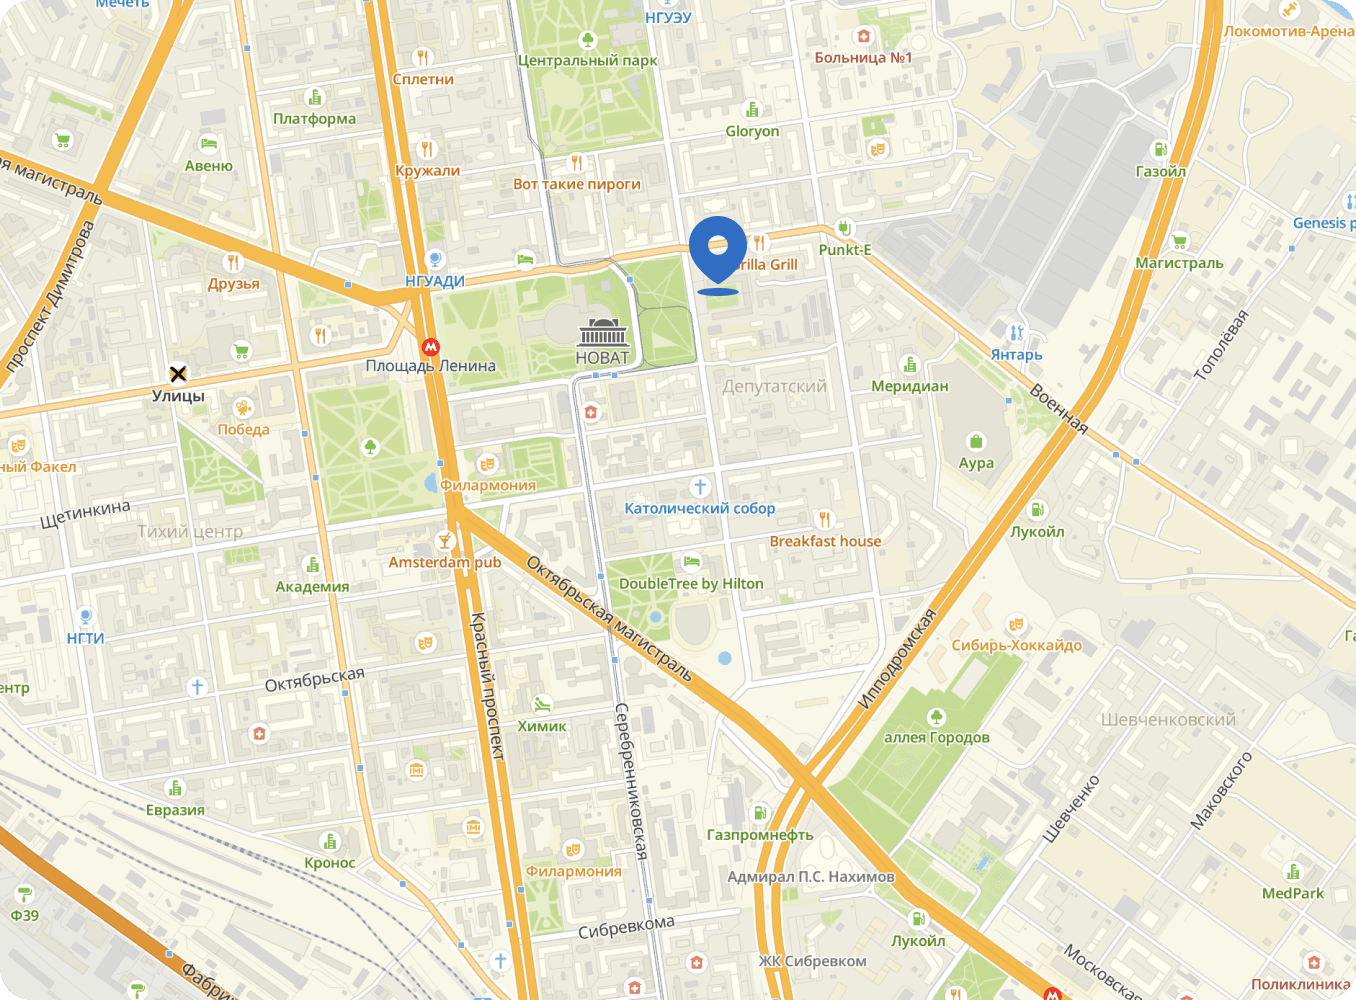 Мечеть
НГУЭУ
Локомотив-Арена
Центральный парк
Больница №1
Сплетни
Платформа
Gloryon
Авеню
Кружали
Вот такие пироги
Газойл
магистраль
Genesis
Punkt-E
НГУАДИ
Друзья
Grilla Grill
Магистраль
проспект Димитрова
НОВАТ
Площадь Ленина
Янтарь
Тополёвая
Депутатский
Меридиан
Улицы
Победа
Военная
ный Факел
Аура
Филармония
Щетинкина
Католический собор
Тихий центр
Breakfast house
Лукойл
Amsterdam pub
Академия
DoubleTree by Hilton
Октябрьская магистраль
НГТИ
Сибирь-Хоккайдо
Красный проспект
Ипподромская
Октябрьская
ентр
Химик
Серебренниковская
аллея Городов
Шевченковский
Евразия
Шевченко
Маковского
Газпромнефть
Кронос
Филармония
Адмирал П.С. Нахимов
MedPark
Ф39
Сибревкома
Лукойл
ЖК Сибревком
Фабрич
Московская
Поликлиника